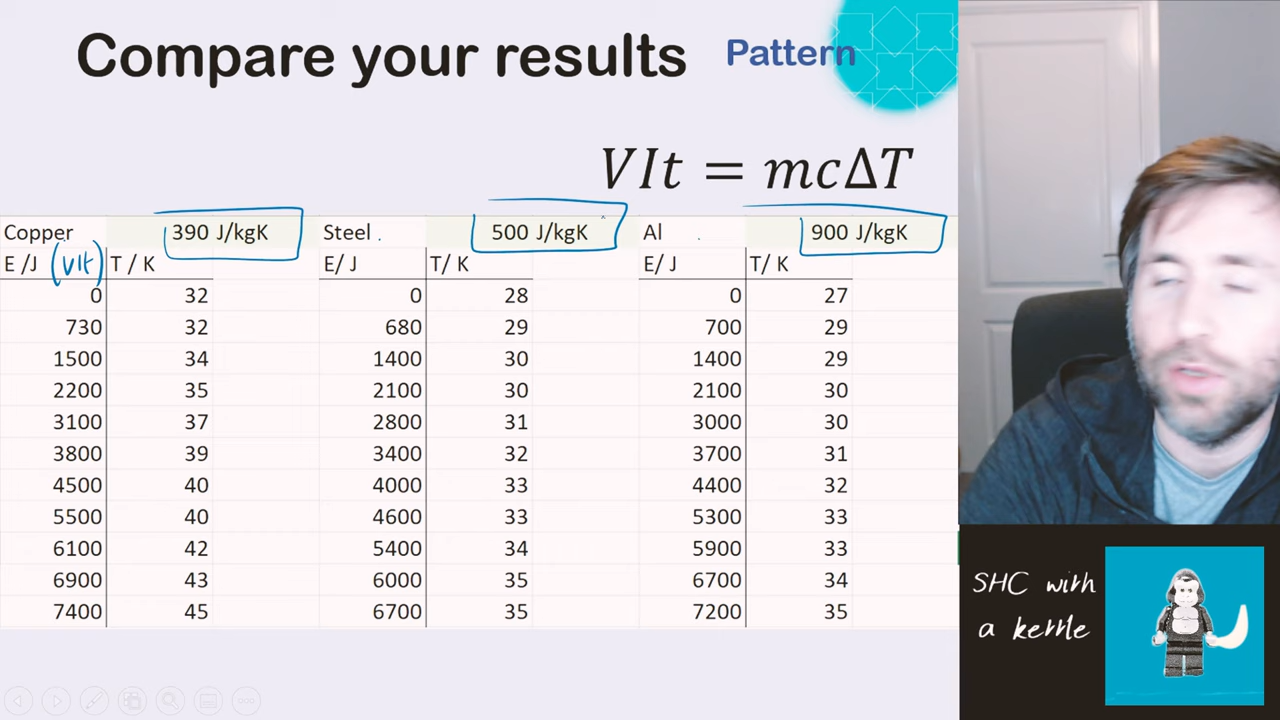 Compare your results Pattern
VIt = mcΔT
Copper 390 J/kgK Steel 500 J/kgK Al 900 J/kgK
E /J (VIt) T / K E/ J T/ K E/ J T/ K
0 32 0 28 0 27
730 32 680 29 700 29
1500 34 1400 30 1400 29
2200 35 2100 30 2100 30
3100 37 2800 31 3000 30
3800 39 3400 32 3700 31
4500 40 4000 33 4400 32
5500 40 4600 33 5300 33
6100 42 5400 34 5900 33
6900 43 6000 35 6700 34
7400 45 6700 35 7200 35
SHC with
a kettle